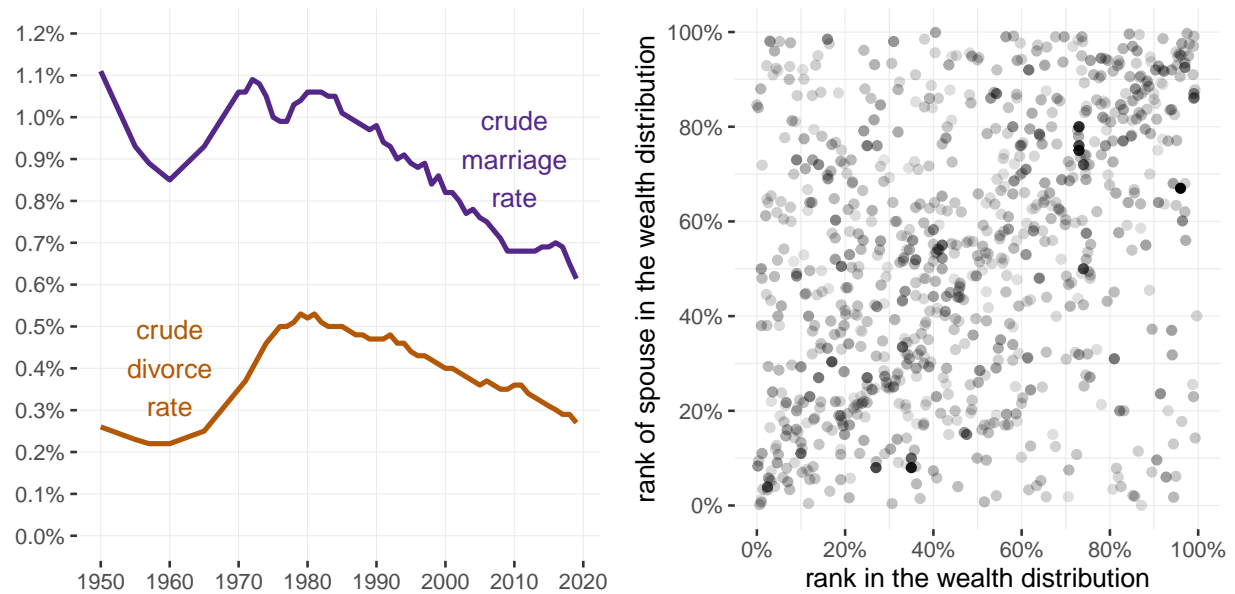 1.2%
1.1%
1.0%
0.9%
0.8%
0.7%
0.6%
0.5%
0.4%
0.3%
0.2%
0.1%
0.0%
crude
marriage
rate
crude
divorce
rate
1950 1960 1970 1980 1990 2000 2010 2020
rank of spouse in the wealth distribution
100%
80%
60%
40%
20%
0%
0% 20% 40% 60% 80% 100%
rank in the wealth distribution